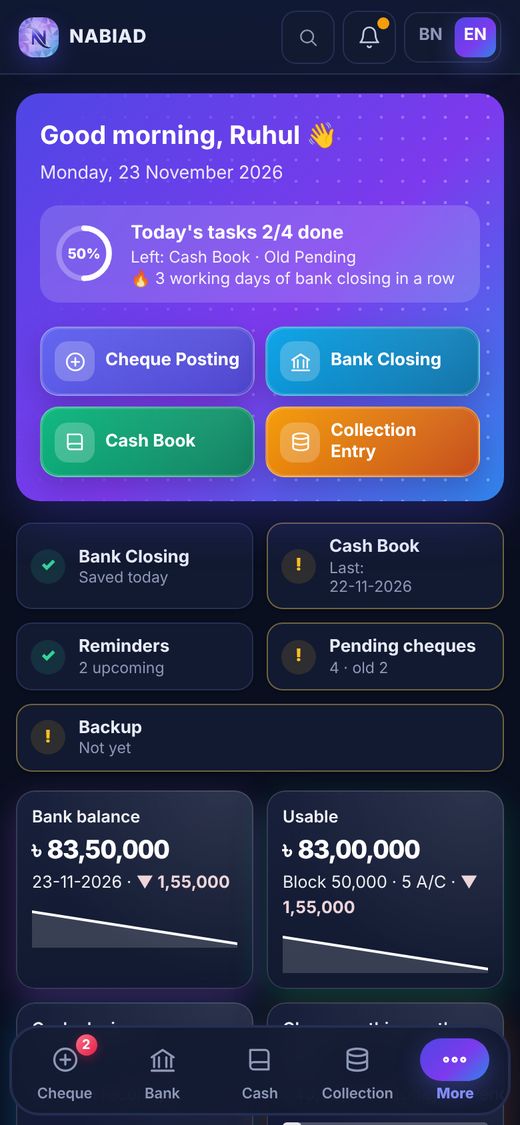 NABIAD
BN EN
Good morning, Ruhul 👋
Monday, 23 November 2026
50%
Today's tasks 2/4 done
Left: Cash Book · Old Pending
🔥 3 working days of bank closing in a row
Cheque Posting
Bank Closing
Cash Book
Collection
Entry
Bank Closing
Saved today
Cash Book
Last:
22-11-2026
Reminders
2 upcoming
Pending cheques
4 · old 2
Backup
Not yet
Bank balance
৳ 83,50,000
23-11-2026 · ▼ 1,55,000
Usable
৳ 83,00,000
Block 50,000 · 5 A/C · ▼
1,55,000
2
Cheque
Bank
Cash
Collection
More